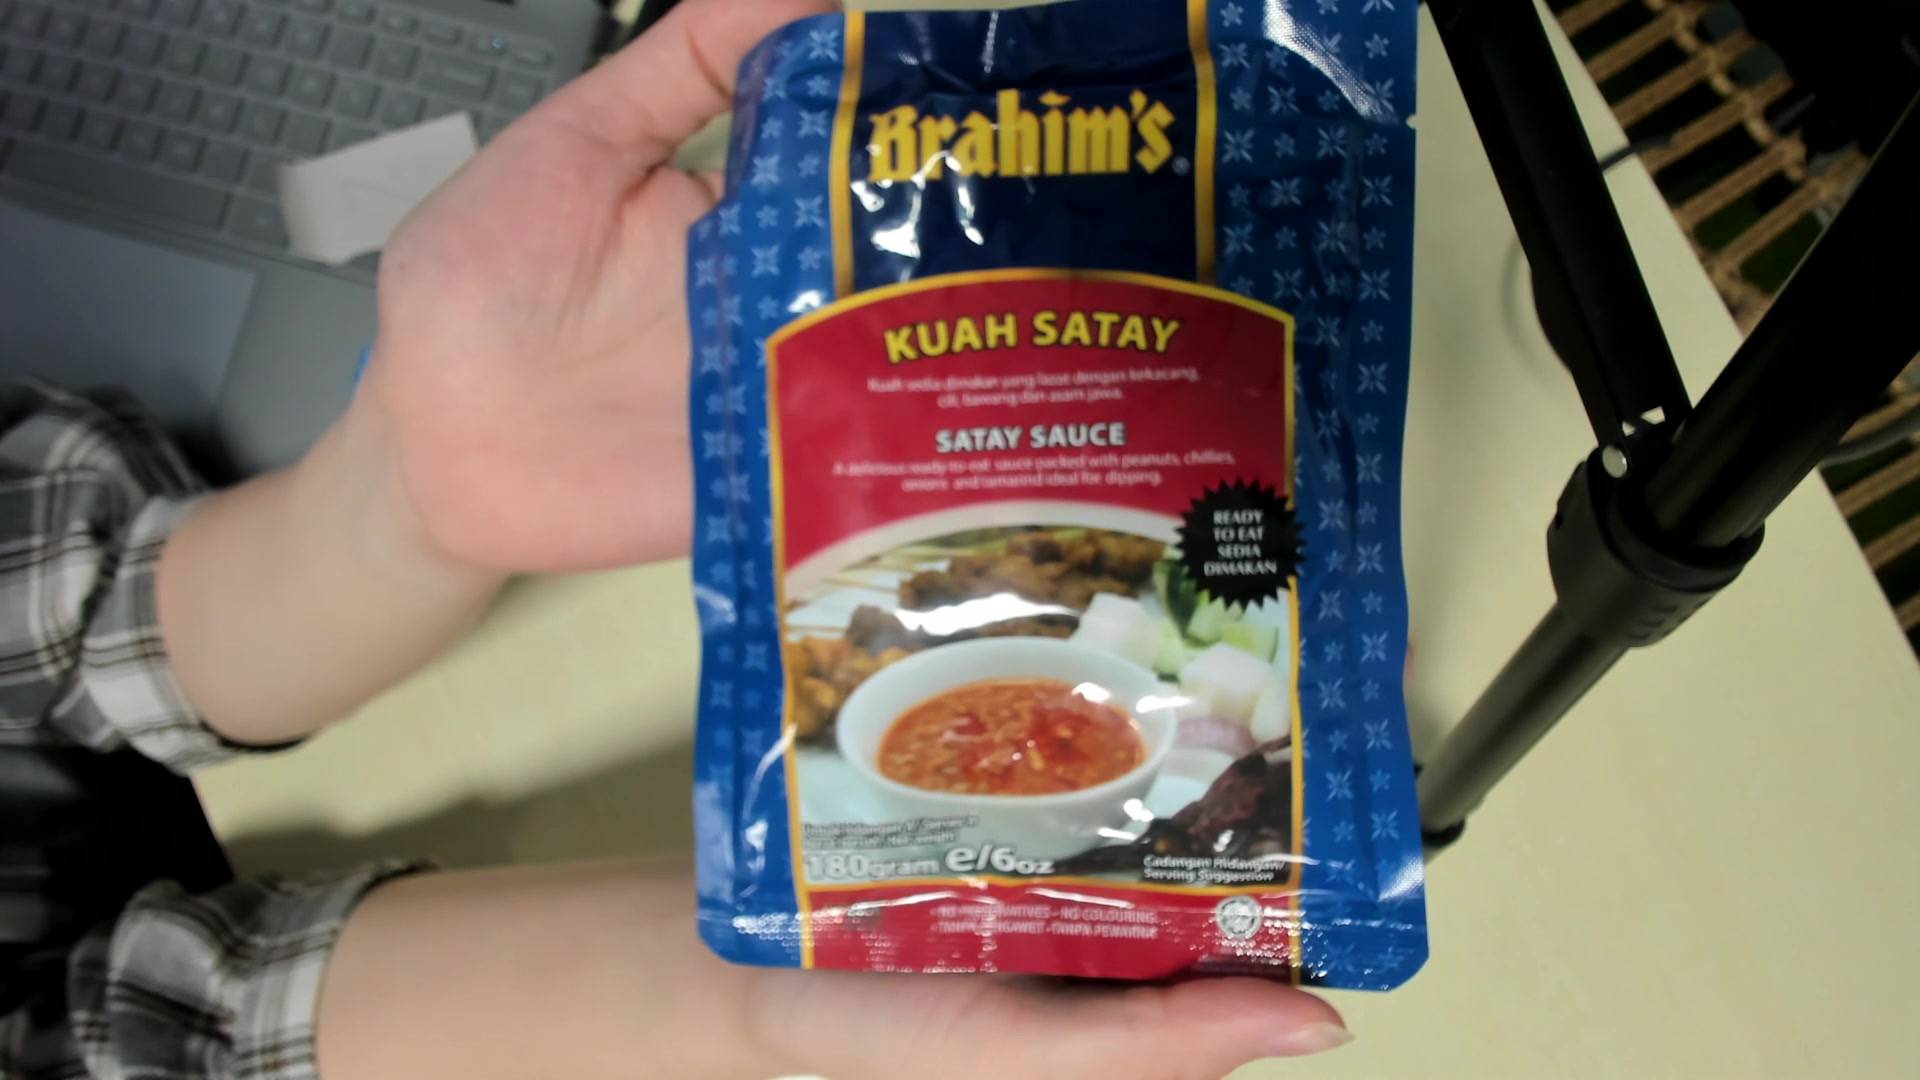 Brahim's®
KUAH SATAY
Kuah sedia dimakan yang lazat dengan kekacang,
cili, bawang dan asam jawa.
SATAY SAUCE
A delicious ready to eat sauce packed with peanuts, chillies,
onions and tamarind ideal for dipping.
READY
TO EAT
SEDIA
DIMAKAN
180gram e/6oz
Cadangan Hidangan/
Serving Suggestion
- NO PRESERVATIVES - NO COLOURING
- TANPA PENGAWET - TANPA PEWARNA